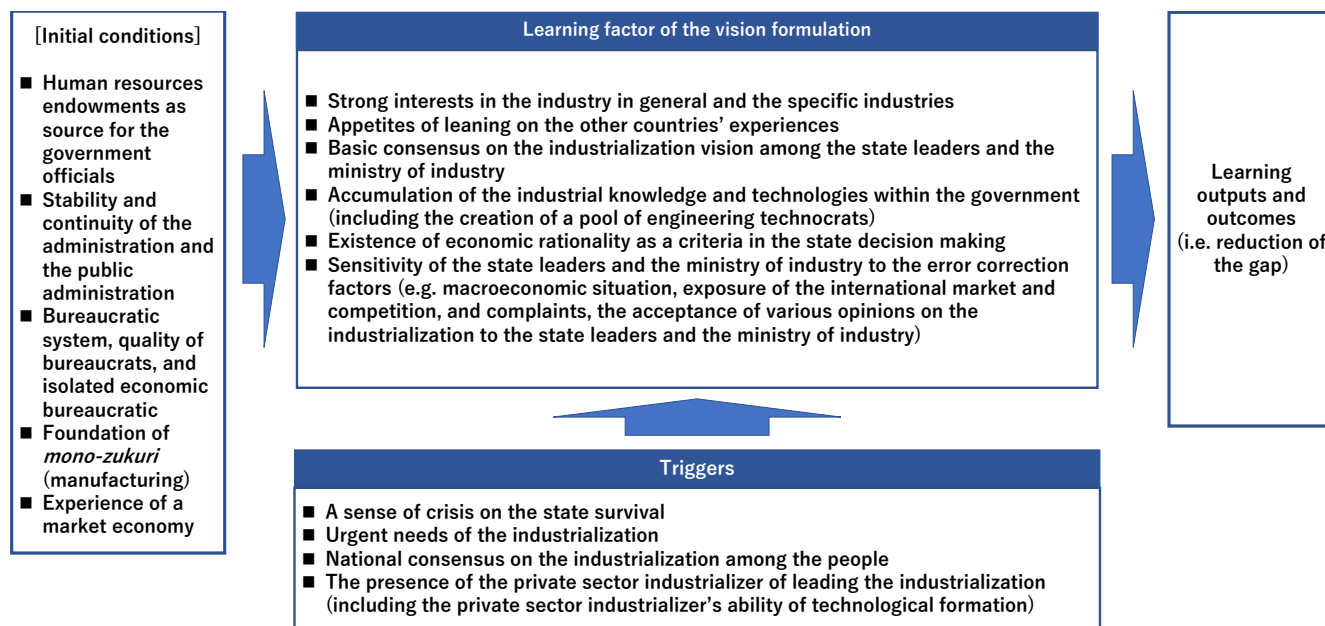 [Initial conditions]
■ Human resources
endowments as
source for the
government
officials
■ Stability and
continuity of the
administration and
the public
administration
■ Bureaucratic
system, quality of
bureaucrats, and
isolated economic
bureaucratic
■ Foundation of
mono-zukuri
(manufacturing)
■ Experience of a
market economy
Learning factor of the vision formulation
■ Strong interests in the industry in general and the specific industries
■ Appetites of leaning on the other countries’ experiences
■ Basic consensus on the industrialization vision among the state leaders and the
ministry of industry
■ Accumulation of the industrial knowledge and technologies within the government
(including the creation of a pool of engineering technocrats)
■ Existence of economic rationality as a criteria in the state decision making
■ Sensitivity of the state leaders and the ministry of industry to the error correction
factors (e.g. macroeconomic situation, exposure of the international market and
competition, and complaints, the acceptance of various opinions on the
industrialization to the state leaders and the ministry of industry)
Triggers
■ A sense of crisis on the state survival
■ Urgent needs of the industrialization
■ National consensus on the industrialization among the people
■ The presence of the private sector industrializer of leading the industrialization
(including the private sector industrializer’s ability of technological formation)
Learning
outputs and
outcomes
(i.e. reduction of
the gap)